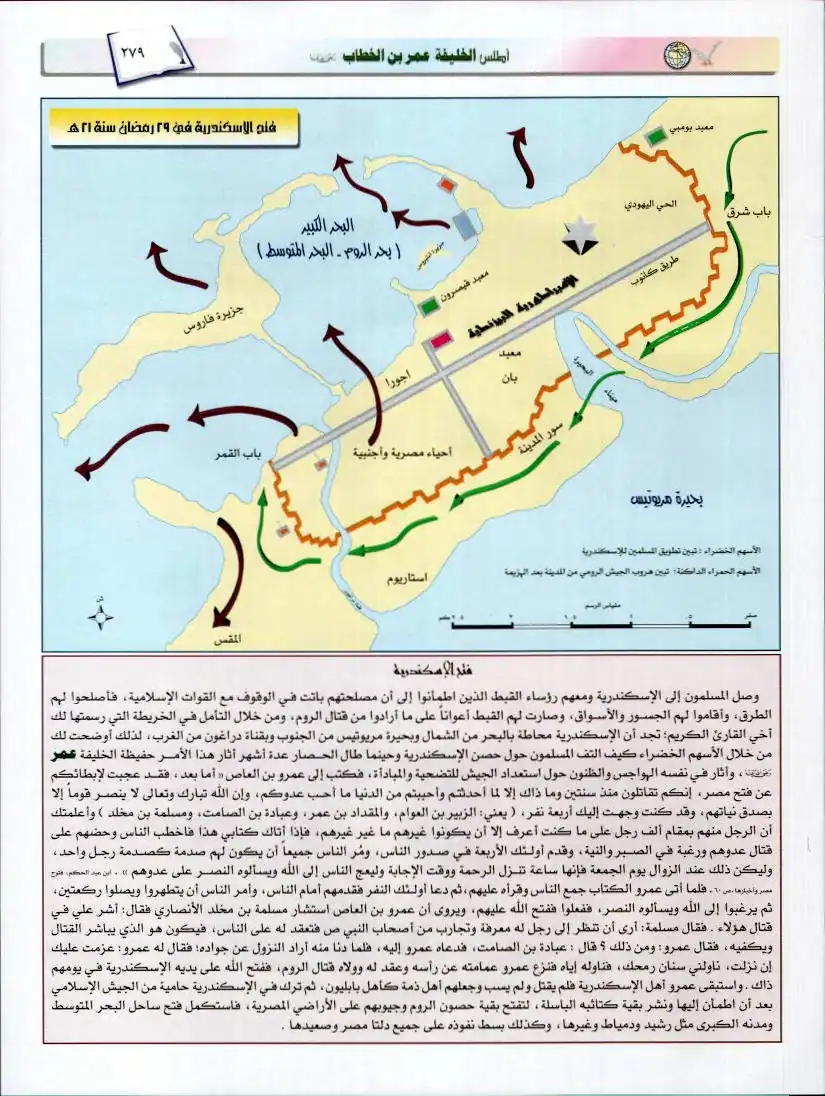 أطلس الخليفة عمر بن الخطاب
٢٧٩
فتح الاسكندرية في ٢٩ رمضان سنة ٢١هـ
معبد بومبي
باب شرق
الحي اليهودي
البحر الكبير
( بحر الروم - البحر المتوسط )
طريق كانوب
معبد قيصرون
الإمبراطورية البيزنطية
جزيرة فاروس
معبد
بان
اجورا
البحيرة
ميناء
باب القمر
أحياء مصرية وأجنبية
سور المدينة
بحيرة مريوتيس
الأسهم الخضراء : تبين تطويق المسلمين للإسكندرية
الأسهم الحمراء الداكنة: تبين هروب الجيش الرومي من المدينة بعد الهزيمة
استاريوم
مقياس الرسم
صفر
كم
ش
المقس
فتح الإسكندرية
وصل المسلمون إلى الإسكندرية ومعهم رؤساء القبط الذين اطمأنوا إلى أن مصلحتهم باتت في الوقوف مع القوات الإسلامية، فأصلحوا لهم
الطرق، وأقاموا لهم الجسور والأسواق، وصارت لهم القبط أعواناً على ما أرادوا من قتال الروم، ومن خلال التأمل في الخريطة التي رسمتها لك
أخي القارئ الكريم؛ تجد أن الإسكندرية محاطة بالبحر من الشمال وبحيرة مريوتيس من الجنوب وبقناة دراغون من الغرب، لذلك أوضحت لك
من خلال الأسهم الخضراء كيف التف المسلمون حول حصن الإسكندرية وحينما طال الحصار عدة أشهر أثار هذا الأمر حفيظة الخليفة عمر
، وأثار في نفسه الهواجس والظنون حول استعداد الجيش للتضحية والمبادأة، فكتب إلى عمرو بن العاص « أما بعد، فقد عجبت لإبطائكم
عن فتح مصر، إنكم تقاتلون منذ سنتين وما ذاك إلا لما أحدثتم وأحببتم من الدنيا ما أحب عدوكم، وإن الله تبارك وتعالى لا ينصر قوماً إلا
بصدق نياتهم، وقد كنت وجهت إليك أربعة نفر، ( يعني: الزبير بن العوام، والمقداد بن عمر، وعبادة بن الصامت، ومسلمة بن مخلد ) وأعلمتك
أن الرجل منهم بمقام ألف رجل على ما كنت أعرف إلا أن يكونوا غيرهم ما غير غيرهم، فإذا أتاك كتابي هذا فاخطب الناس وحضهم على
قتال عدوهم ورغبة في الصبر والنية، وقدم أولئك الأربعة في صدور الناس، ومُر الناس جميعاً أن يكون لهم صدمة كصدمة رجل واحد،
وليكن ذلك عند الزوال يوم الجمعة فإنها ساعة تنزل الرحمة ووقت الإجابة وليعج الناس إلى الله ويسألوه النصر على عدوهم » . ابن عبد الحكم، فتوح
مصر وأخبارها، ص ٦٠ . فلما أتى عمرو الكتاب جمع الناس وقرأه عليهم، ثم دعا أولئك النفر فقدمهم أمام الناس، وأمر الناس أن يتطهروا ويصلوا ركعتين،
ثم يرغبوا إلى الله ويسألوه النصر، ففعلوا ففتح الله عليهم، ويروى أن عمرو بن العاص استشار مسلمة بن مخلد الأنصاري فقال: أشر علي في
قتال هؤلاء . فقال مسلمة: أرى أن تنظر إلى رجل له معرفة وتجارب من أصحاب النبي ص فتعقد له على الناس، فيكون هو الذي يباشر القتال
ويكفيه، فقال عمرو: ومن ذلك ؟ قال : عبادة بن الصامت، فدعاه عمرو إليه، فلما دنا منه أراد النزول عن جواده؛ فقال له عمرو: عزمت عليك
إن نزلت، ناولني سنان رمحك، فناوله إياه فنزع عمرو عمامته عن رأسه وعقد له وولاه قتال الروم، ففتح الله على يديه الإسكندرية في يومهم
ذاك . واستبقى عمرو أهل الإسكندرية فلم يقتل ولم يسب وجعلهم أهل ذمة كأهل بابليون، ثم ترك في الإسكندرية حامية من الجيش الإسلامي
بعد أن اطمأن إليها ونشر بقية كتائبه الباسلة، لتفتح بقية حصون الروم وجيوبهم على الأراضي المصرية، فاستكمل فتح ساحل البحر المتوسط
ومدنه الكبرى مثل رشيد ودمياط وغيرها، وكذلك بسط نفوذه على جميع دلتا مصر وصعيدها .